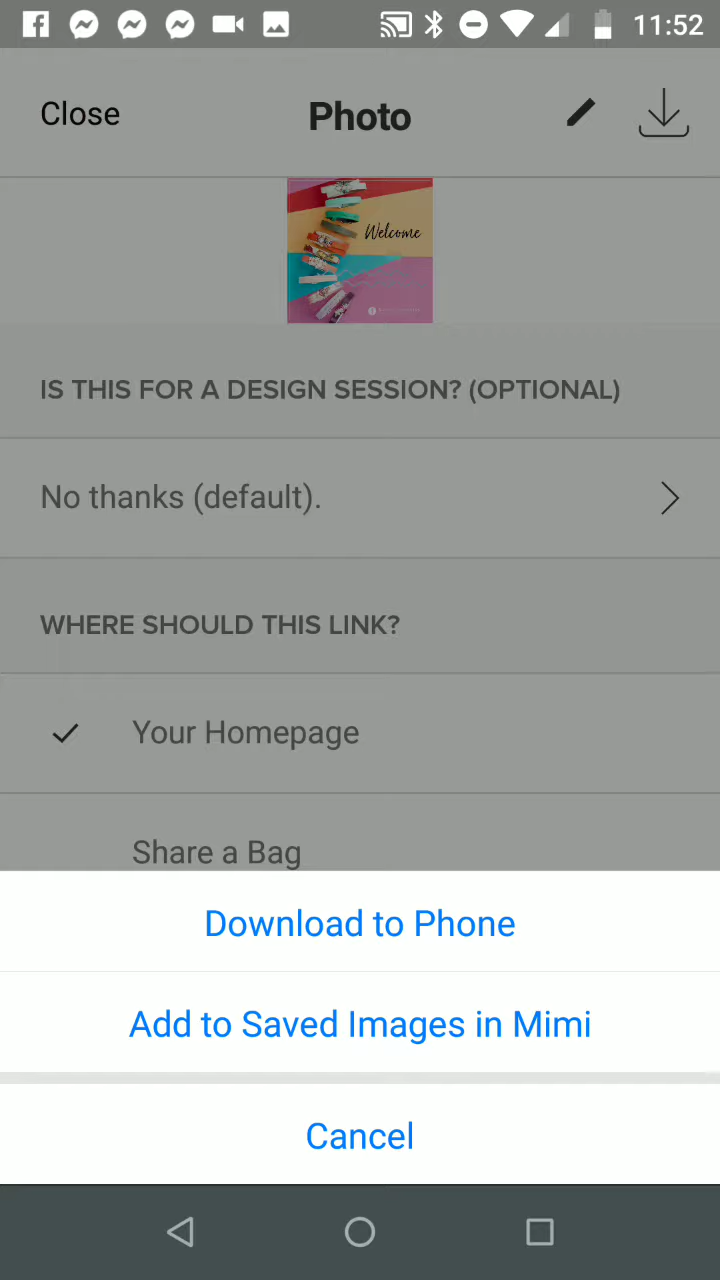 11:52
Close
Photo
Welcome
IS THIS FOR A DESIGN SESSION? (OPTIONAL)
No thanks (default).
WHERE SHOULD THIS LINK?
Your Homepage
Share a Bag
Download to Phone
Add to Saved Images in Mimi
Cancel